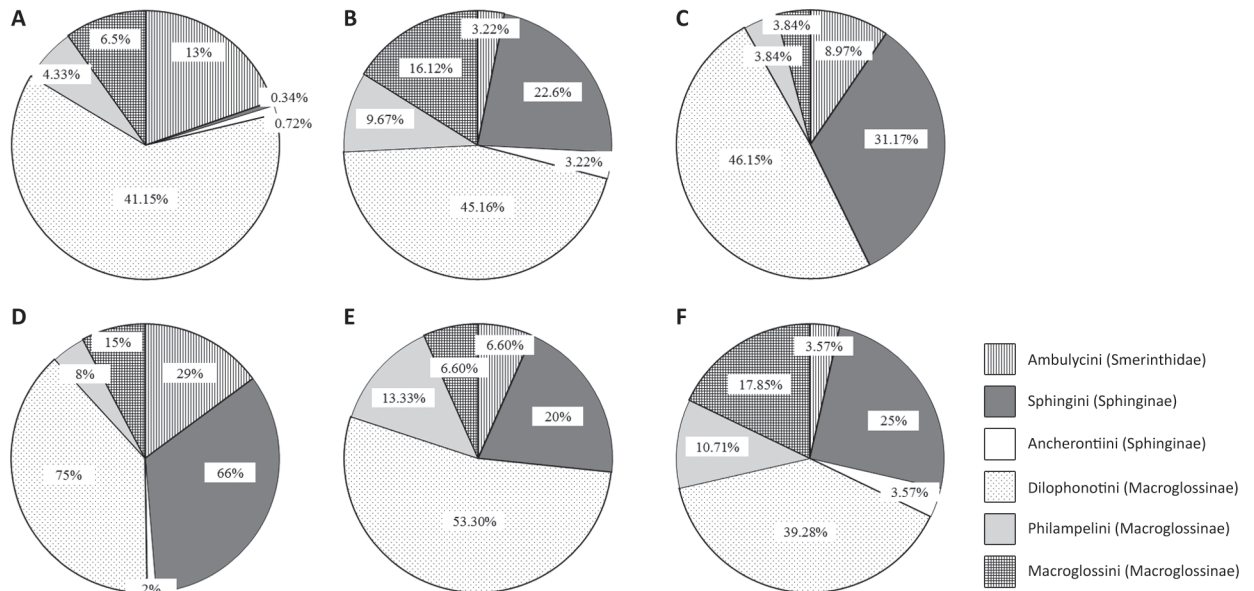 A
6.5%
13%
4.33%
0.34%
0.72%
41.15%
B
3.22%
16.12%
22.6%
9.67%
3.22%
45.16%
C
3.84%
8.97%
3.84%
31.17%
46.15%
D
15%
8%
29%
75%
66%
2%
E
6.60%
6.60%
13.33%
20%
53.30%
F
3.57%
17.85%
25%
10.71%
3.57%
39.28%
Ambulycini (Smerinthidae)
Sphingini (Sphinginae)
Ancherontiini (Sphinginae)
Dilophonotini (Macroglossinae)
Philampelini (Macroglossinae)
Macroglossini (Macroglossinae)